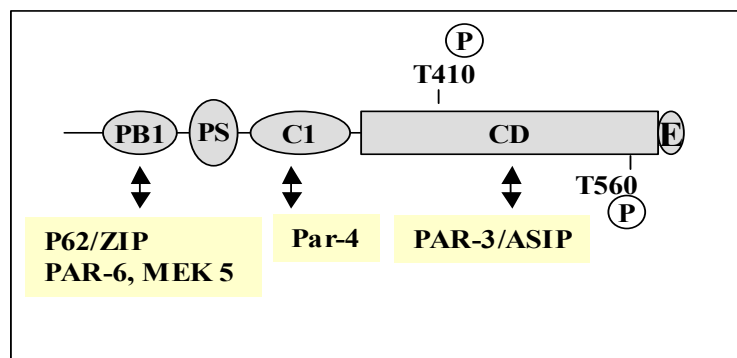 P
T410
PB1 PS C1 CD E
T560
P
P62/ZIP
PAR-6, MEK 5
Par-4
PAR-3/ASIP